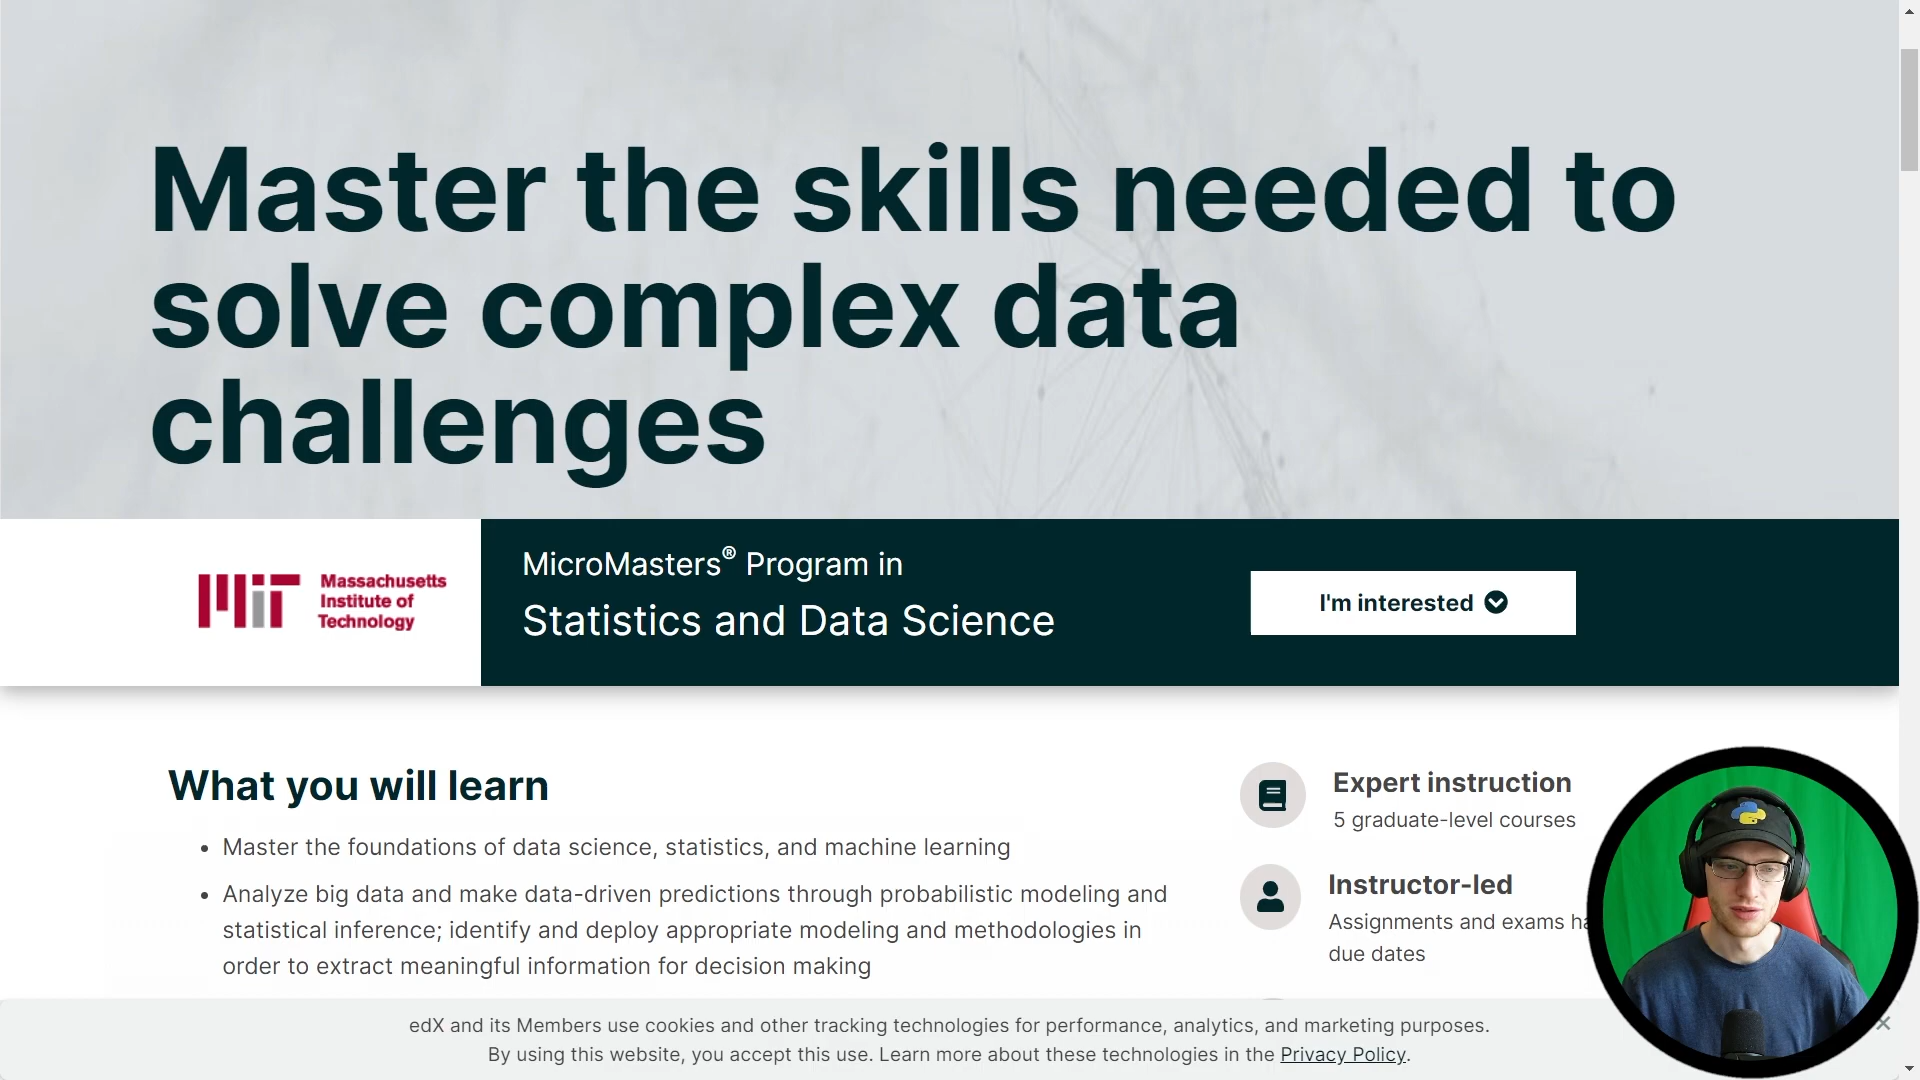 Master the skills needed to
solve complex data
challenges
Massachusetts
Institute of
Technology
MicroMasters® Program in
Statistics and Data Science
I'm interested
What you will learn
• Master the foundations of data science, statistics, and machine learning
• Analyze big data and make data-driven predictions through probabilistic modeling and
statistical inference; identify and deploy appropriate modeling and methodologies in
order to extract meaningful information for decision making
Expert instruction
5 graduate-level courses
Instructor-led
Assignments and exams
due dates
edX and its Members use cookies and other tracking technologies for performance, analytics, and marketing purposes.
By using this website, you accept this use. Learn more about these technologies in the Privacy Policy.